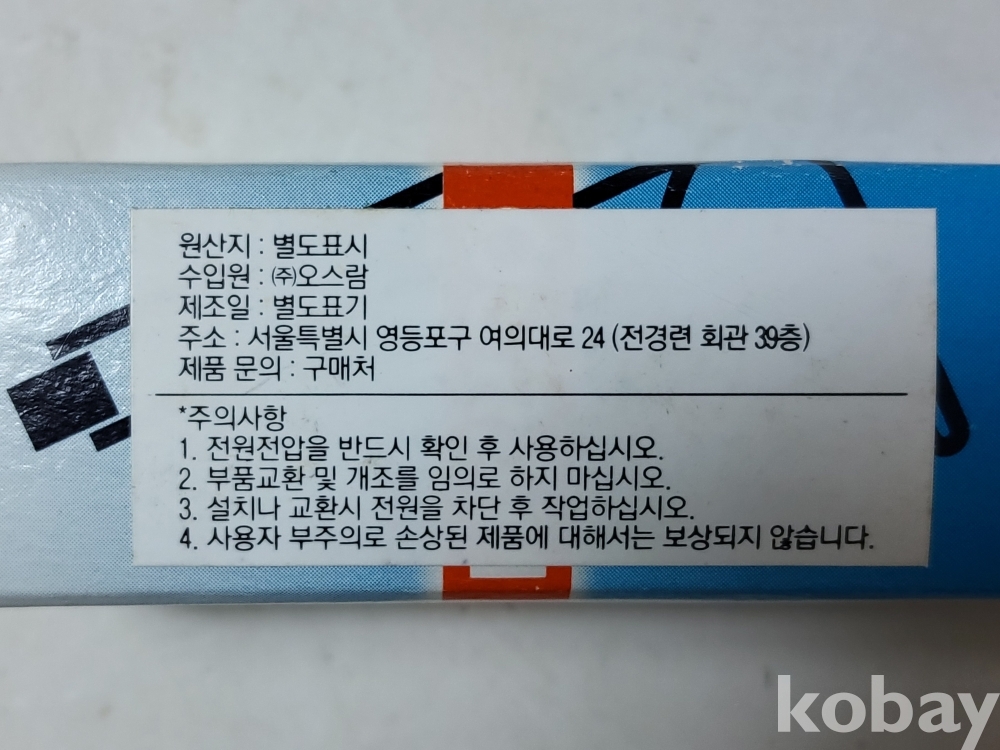 원산지 : 별도표시
수입원 : ㈜오스람
제조일 : 별도표기
주소 : 서울특별시 영등포구 여의대로 24 (전경련 회관 39층)
제품 문의 : 구매처
*주의사항
1. 전원전압을 반드시 확인 후 사용하십시오.
2. 부품교환 및 개조를 임의로 하지 마십시오.
3. 설치나 교환시 전원을 차단 후 작업하십시오.
4. 사용자 부주의로 손상된 제품에 대해서는 보상되지 않습니다.
kobay